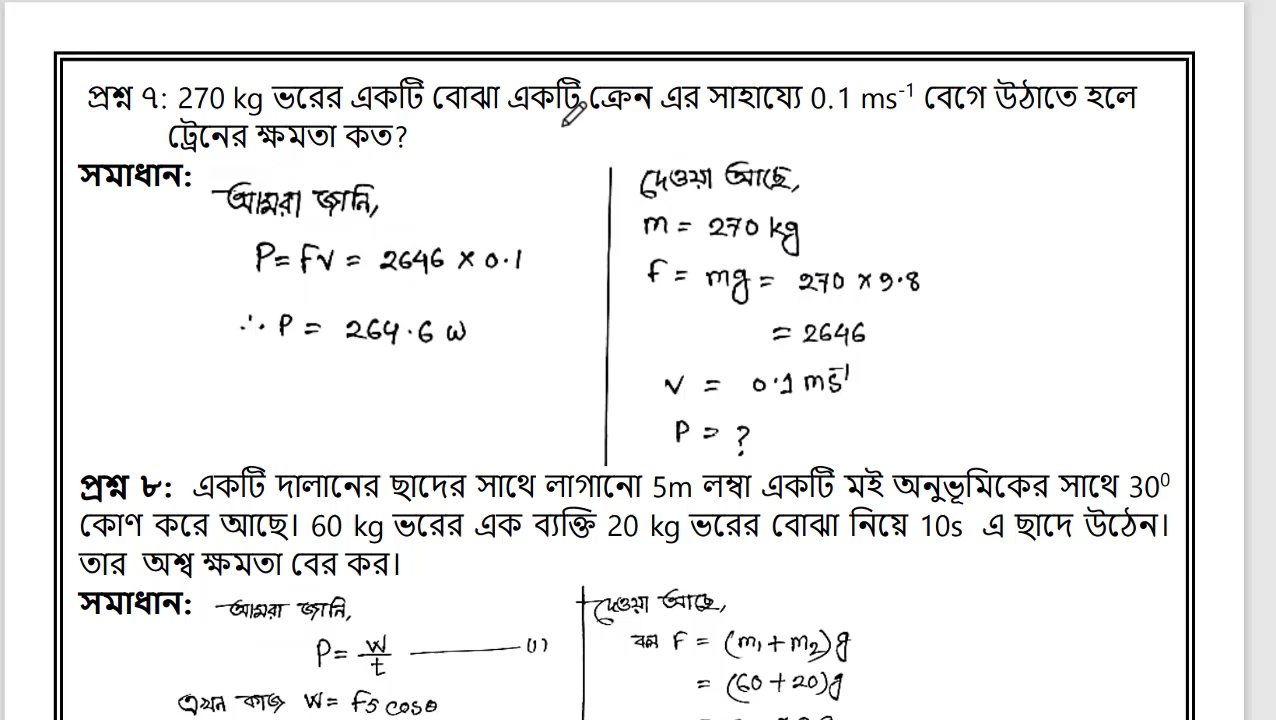 প্রশ্ন ৭: 270 kg ভরের একটি বোঝা একটি ক্রেন এর সাহায্যে 0.1 ms⁻¹ বেগে উঠাতে হলে
ট্রেনের ক্ষমতা কত?
সমাধান:
আমরা জানি,
P = Fv = 2646 × 0.1
∴ P = 264.6 W
দেওয়া আছে,
m = 270 kg
F = mg = 270 × 9.8
= 2646
v = 0.1 ms⁻¹
P = ?
প্রশ্ন ৮: একটি দালানের ছাদের সাথে লাগানো 5m লম্বা একটি মই অনুভূমিকের সাথে 30⁰
কোণ করে আছে। 60 kg ভরের এক ব্যক্তি 20 kg ভরের বোঝা নিয়ে 10s এ ছাদে উঠেন।
তার অশ্ব ক্ষমতা বের কর।
সমাধান:
আমরা জানি,
P = W/t ——— (1)
এখন কাজ W = Fs cosθ
দেওয়া আছে,
বল F = (m₁ + m₂)g
= (60 + 20)g